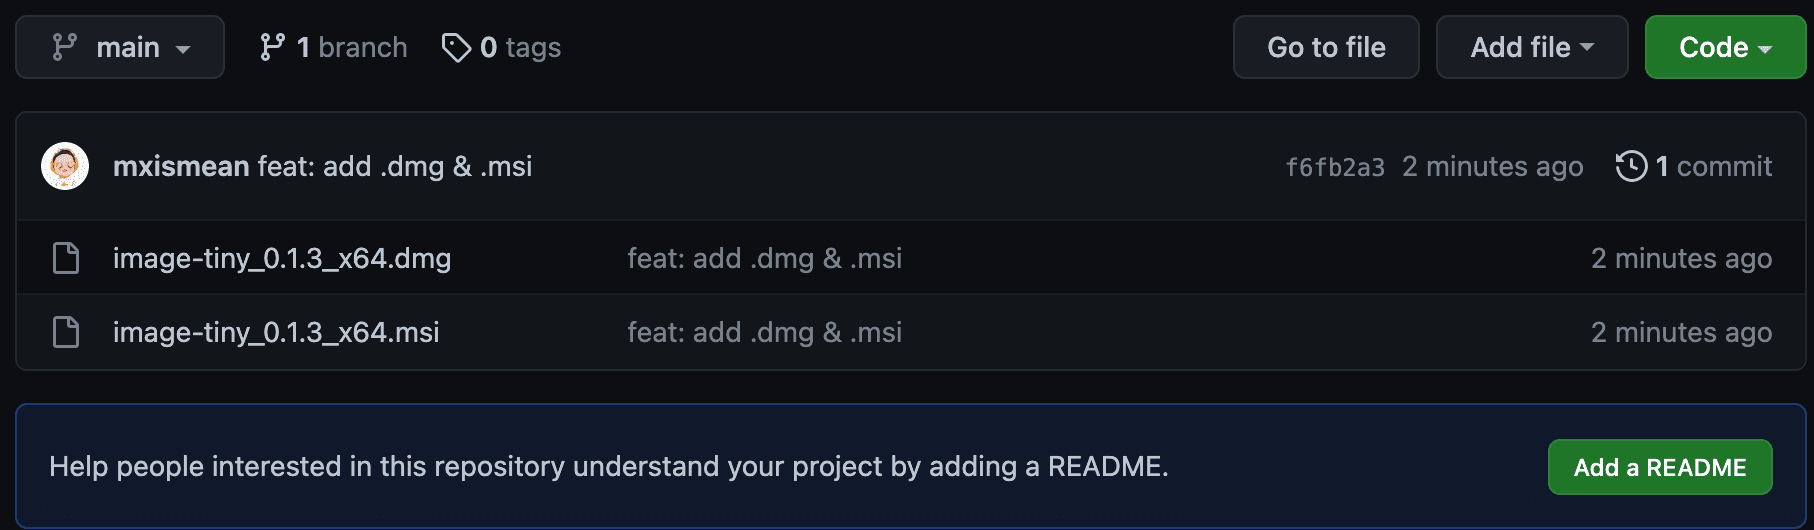 main 1 branch 0 tags Go to file Add file Code
mxismean feat: add .dmg & .msi f6fb2a3 2 minutes ago 1 commit
image-tiny_0.1.3_x64.dmg feat: add .dmg & .msi 2 minutes ago
image-tiny_0.1.3_x64.msi feat: add .dmg & .msi 2 minutes ago
Help people interested in this repository understand your project by adding a README. Add a README